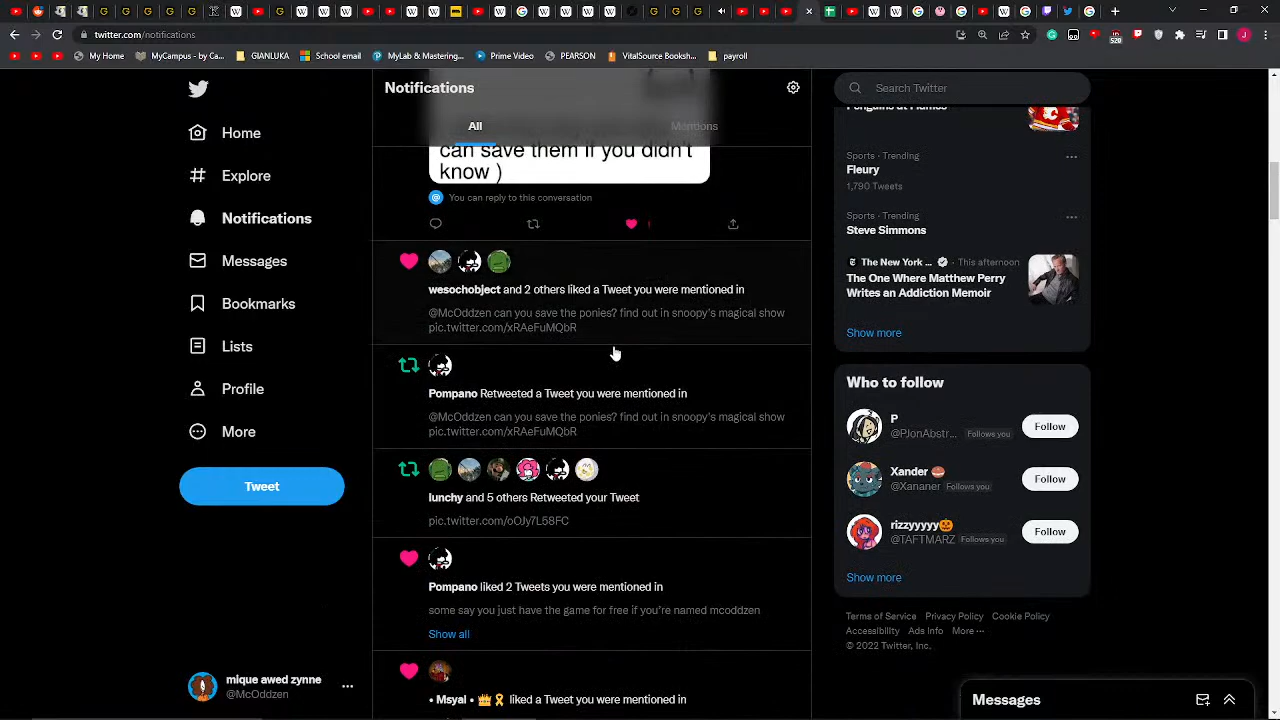 twitter.com/notifications
520
J
My Home
MyCampus - by Ca...
GIANLUKA
School email
MyLab & Mastering...
Prime Video
PEARSON
VitalSource Booksh...
payroll
Home
Explore
Notifications
Messages
Bookmarks
Lists
Profile
More
Tweet
mique awed zynne
@McOddzen
Notifications
All
Mentions
can save them if you didn't
know )
You can reply to this conversation
1
wesochobject and 2 others liked a Tweet you were mentioned in
@McOddzen can you save the ponies? find out in snoopy's magical show
pic.twitter.com/xRAeFuMQbR
Pompano Retweeted a Tweet you were mentioned in
@McOddzen can you save the ponies? find out in snoopy's magical show
pic.twitter.com/xRAeFuMQbR
lunchy and 5 others Retweeted your Tweet
pic.twitter.com/oOJy7L58FC
Pompano liked 2 Tweets you were mentioned in
some say you just have the game for free if you're named mcoddzen
Show all
• Msyal • 👑🎗 liked a Tweet you were mentioned in
Search Twitter
Penguins at Flames
Sports · Trending
Fleury
1,790 Tweets
Sports · Trending
Steve Simmons
The New York ... · This afternoon
The One Where Matthew Perry
Writes an Addiction Memoir
Show more
Who to follow
P
@PJonAbstr... Follows you
Follow
Xander
@Xananer Follows you
Follow
rizzyyyyy🎃
@TAFTMARZ Follows you
Follow
Show more
Terms of Service Privacy Policy Cookie Policy
Accessibility Ads info More ···
© 2022 Twitter, Inc.
Messages